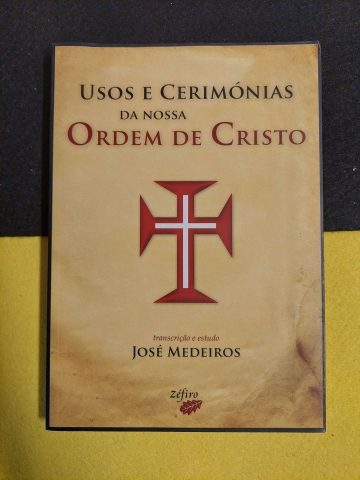 USOS E CERIMÓNIAS
DA NOSSA
ORDEM DE CRISTO
transcrição e estudo
JOSÉ MEDEIROS
Zéfiro